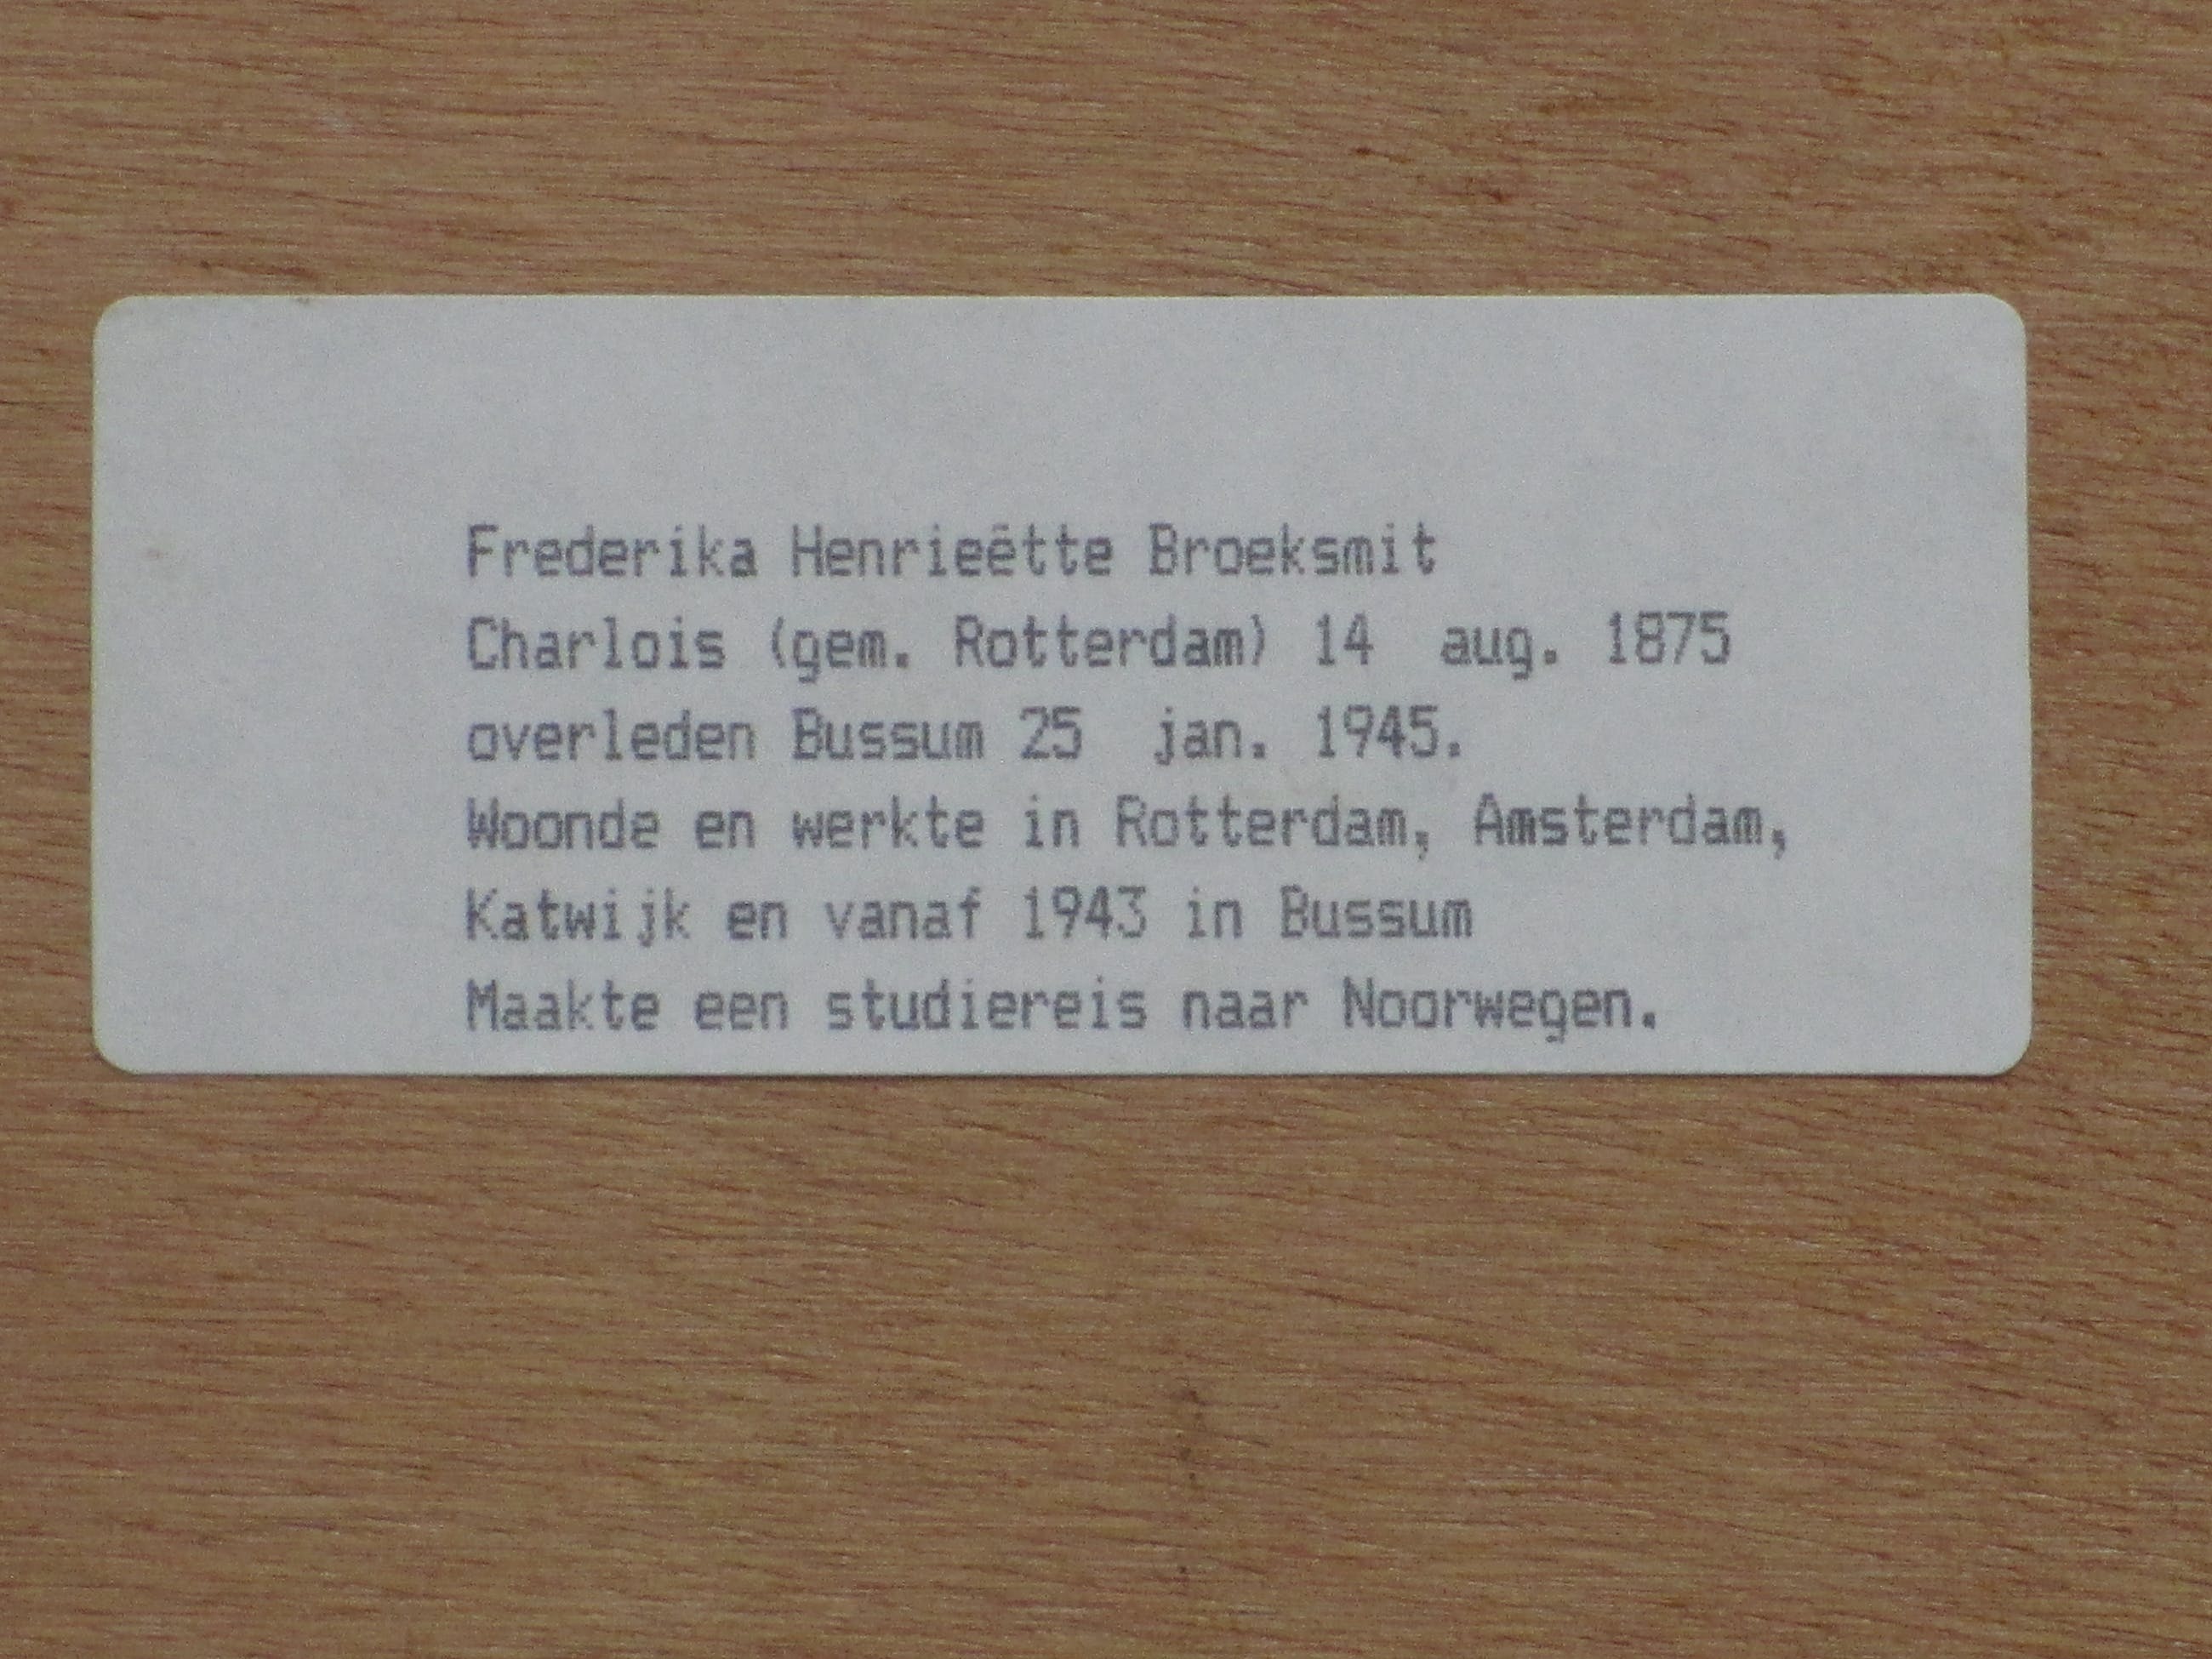 Frederika Henrieëtte Broeksmit
Charlois (gem. Rotterdam) 14 aug. 1875
overleden Bussum 25 jan. 1945.
Woonde en werkte in Rotterdam, Amsterdam,
Katwijk en vanaf 1943 in Bussum
Maakte een studiereis naar Noorwegen.